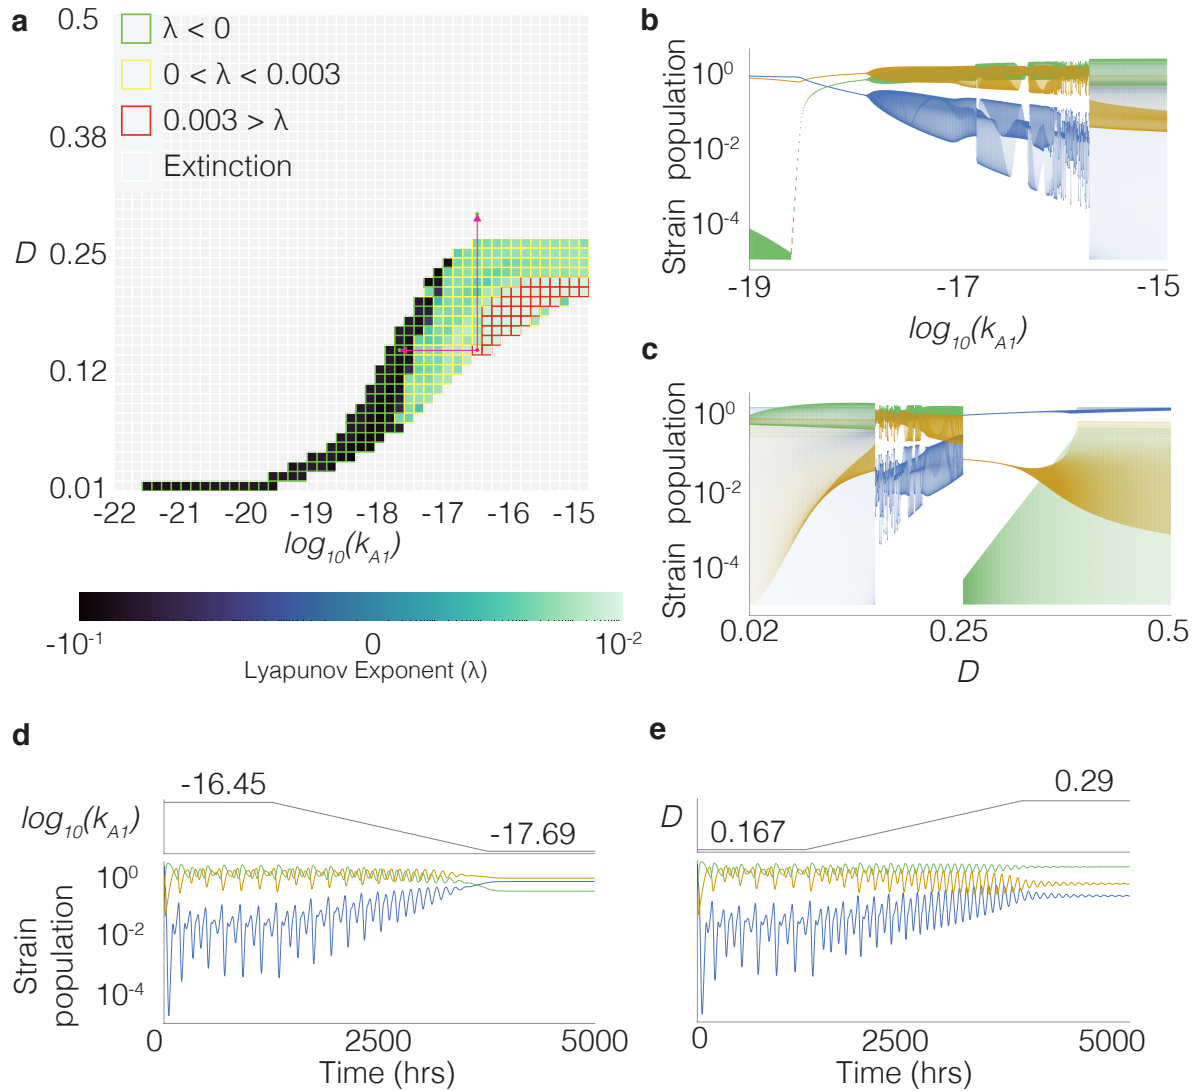 a
0.5
λ < 0
0 < λ < 0.003
0.003 > λ
Extinction
0.38
D
0.25
0.12
0.01
-22 -21 -20 -19 -18 -17 -16 -15
log10(kA1)
-10-1 0 10-2
Lyapunov Exponent (λ)
b
Strain population
100
10-2
10-4
-19 -17 -15
log10(kA1)
c
Strain population
100
10-2
10-4
0.02 0.25 0.5
D
d
log10(kA1)
-16.45
-17.69
Strain population
100
10-2
10-4
0 2500 5000
Time (hrs)
e
D
0.167
0.29
0 2500 5000
Time (hrs)